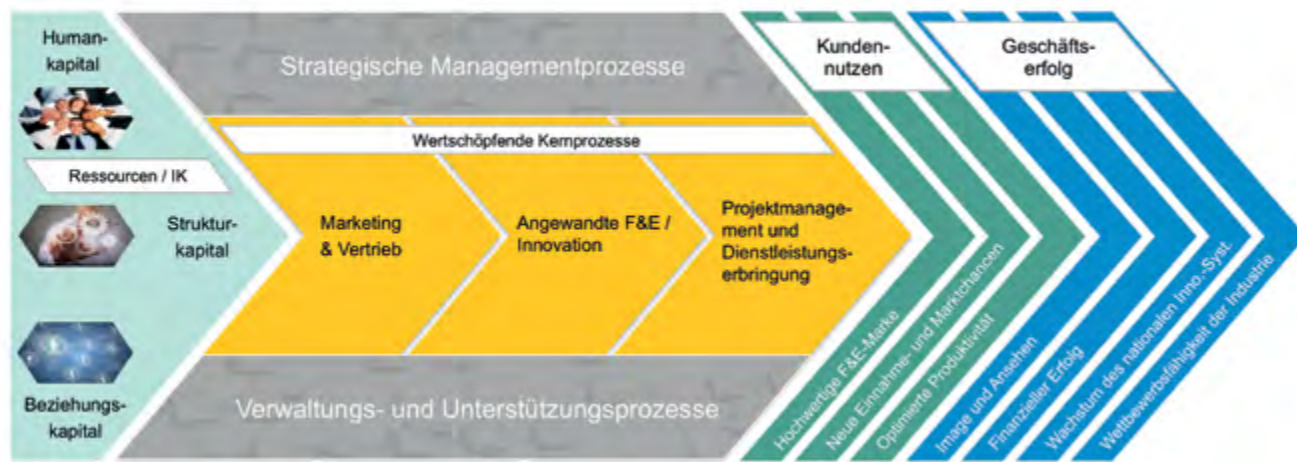 Human-
kapital
Ressourcen / IK
Struktur-
kapital
Beziehungs-
kapital
Strategische Managementprozesse
Wertschöpfende Kernprozesse
Marketing
& Vertrieb
Angewandte F&E /
Innovation
Projektmanage-
ment und
Dienstleistungs-
erbringung
Verwaltungs- und Unterstützungsprozesse
Kunden-
nutzen
Hochwertige F&E-Marke
Neue Einnahme- und Marktchancen
Optimierte Produktivität
Geschäfts-
erfolg
Image und Ansehen
Finanzieller Erfolg
Wachstum des nationalen Inno.-Syst.
Wettbewerbsfähigkeit der Industrie